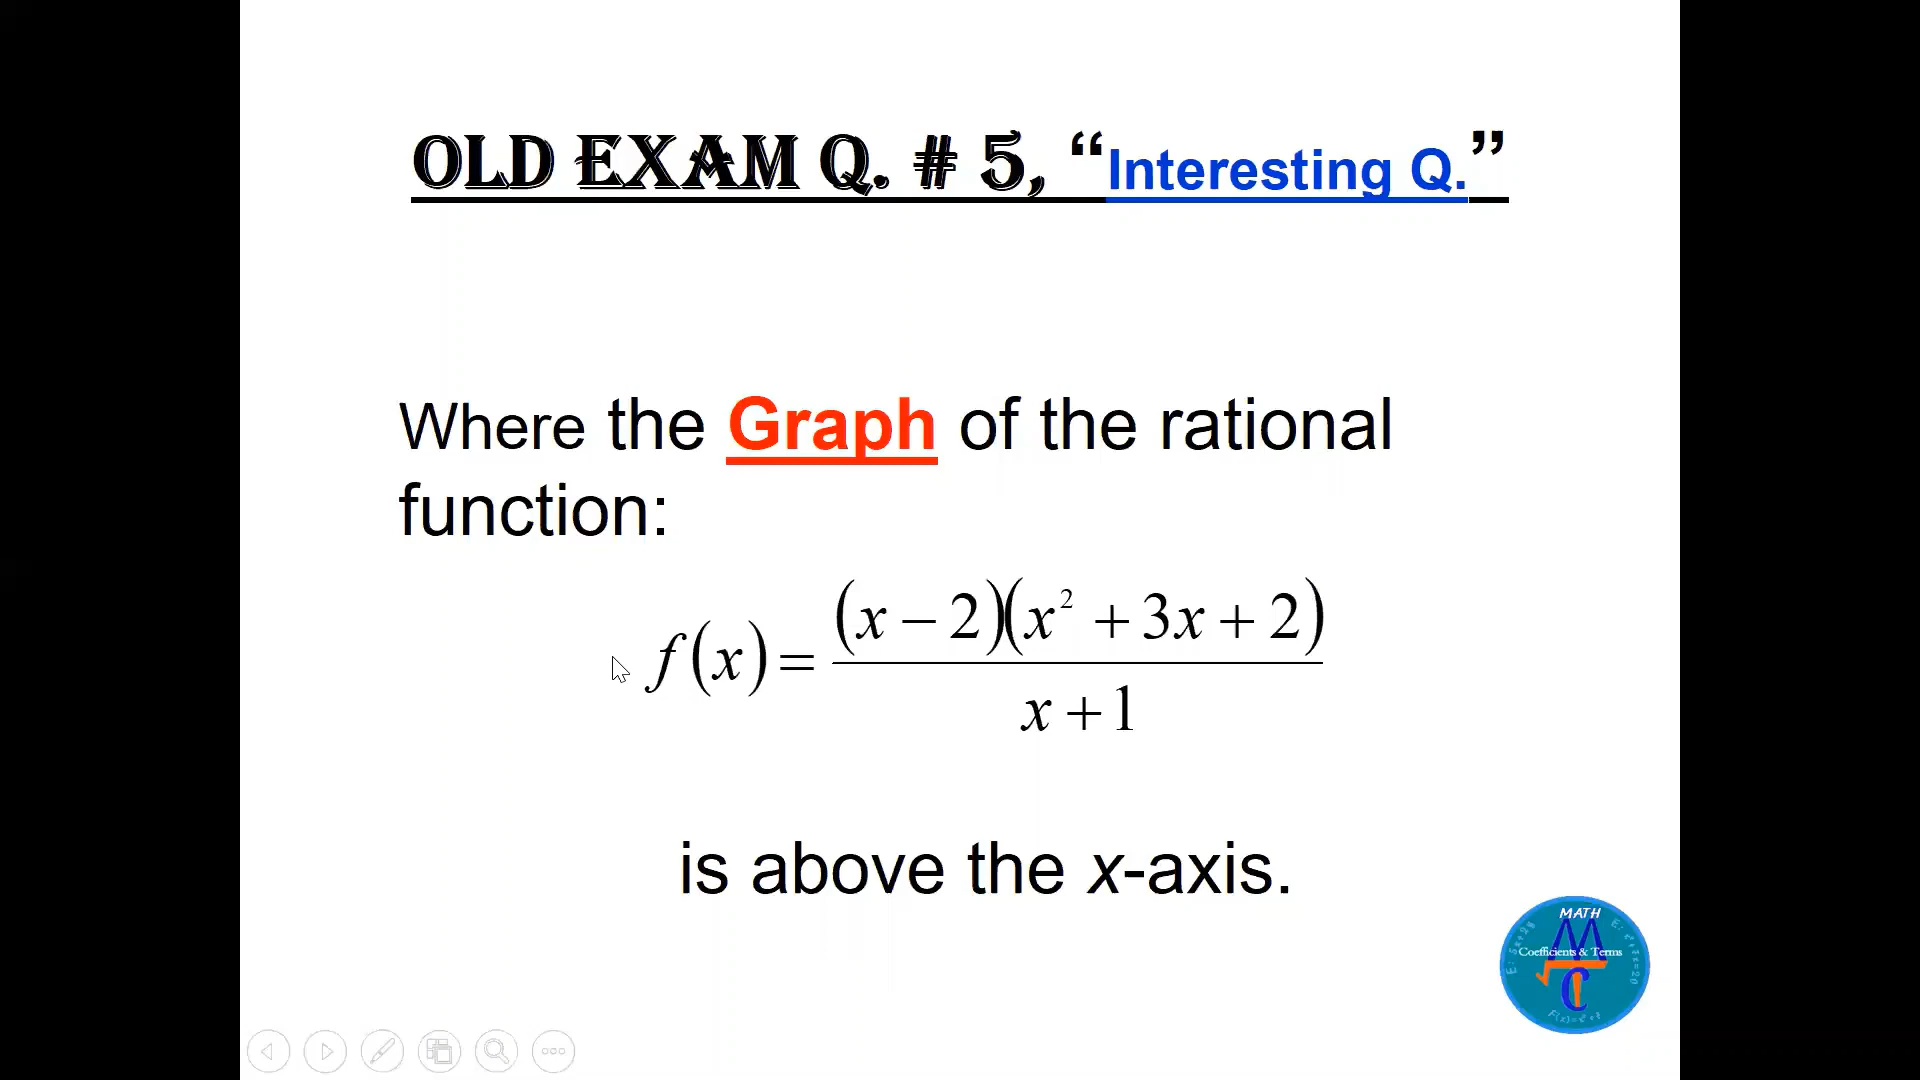 OLD EXAM Q. # 5, “Interesting Q.”
Where the Graph of the rational
function:
f(x) = (x − 2)(x² + 3x + 2) / (x + 1)
is above the x-axis.
MATH
Coefficients & Terms